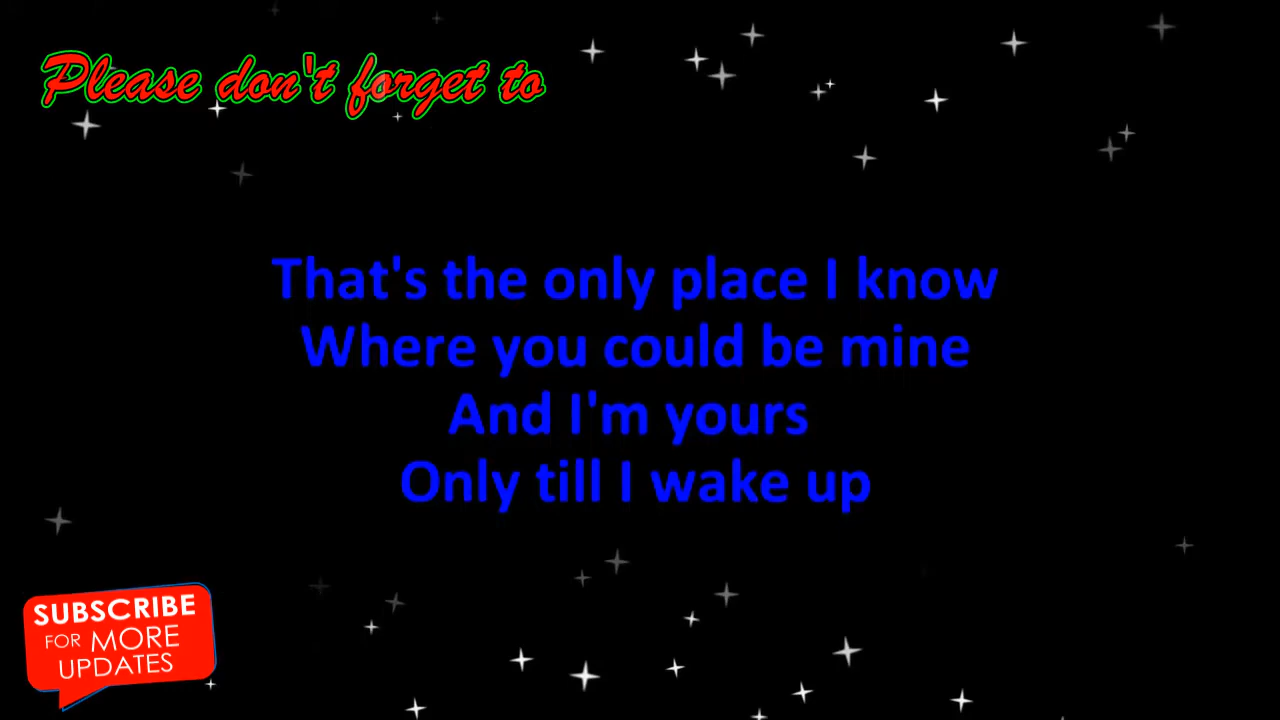 Please don't forget to
That's the only place I know
Where you could be mine
And I'm yours
Only till I wake up
SUBSCRIBE
FOR MORE
UPDATES